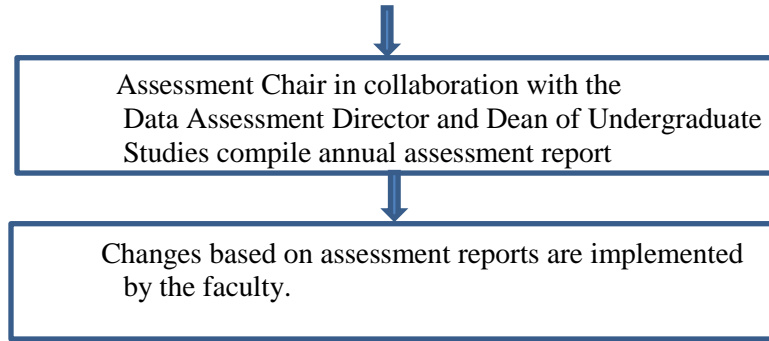 Assessment Chair in collaboration with the
Data Assessment Director and Dean of Undergraduate
Studies compile annual assessment report
Changes based on assessment reports are implemented
by the faculty.